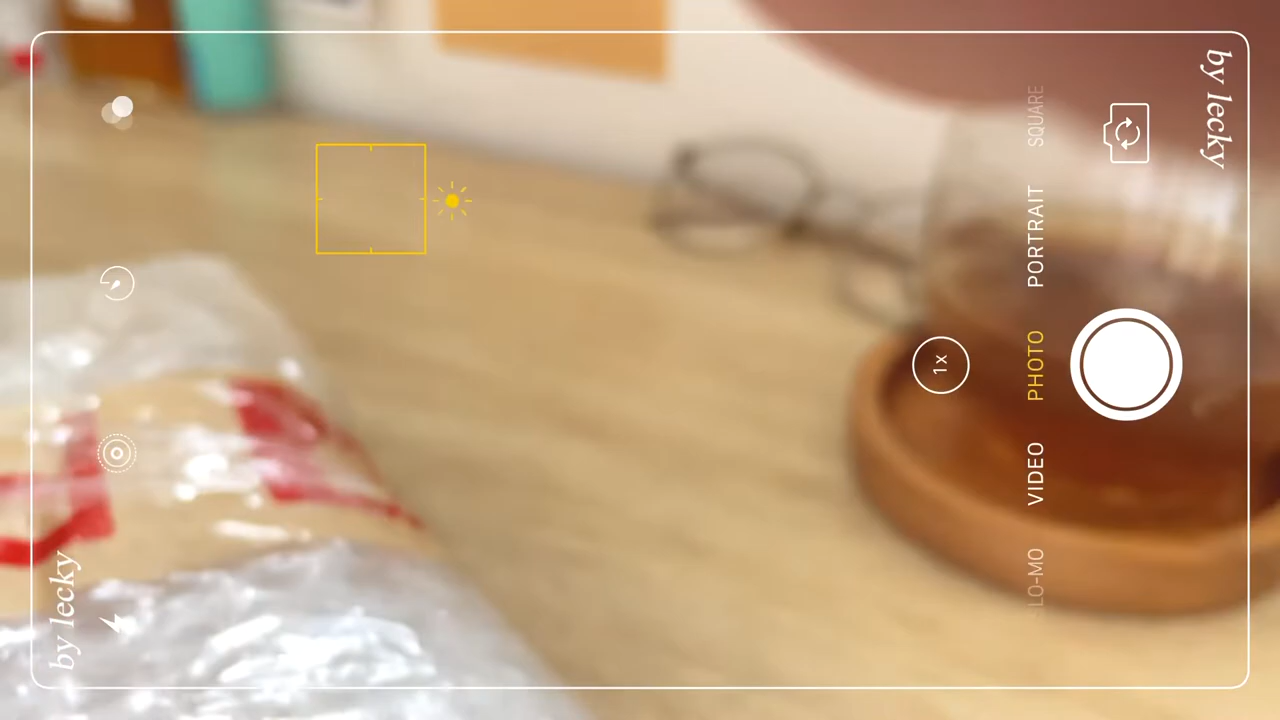 by lecky
SQUARE
PORTRAIT
PHOTO
VIDEO
LO-MO
1x
by lecky